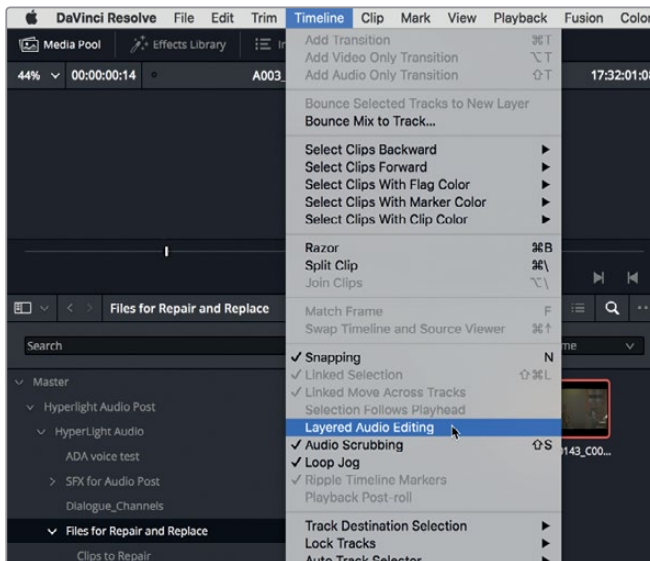 DaVinci Resolve File Edit Trim Timeline Clip Mark View Playback Fusion Color
Media Pool Effects Library
44% 00:00:00:14 A003_ 17:32:01:08
Add Transition ⌘T
Add Video Only Transition ⌥T
Add Audio Only Transition ⇧T
Bounce Selected Tracks to New Layer
Bounce Mix to Track...
Select Clips Backward
Select Clips Forward
Select Clips With Flag Color
Select Clips With Marker Color
Select Clips With Clip Color
Razor ⌘B
Split Clip ⌘\
Join Clips ⌥\
Match Frame F
Swap Timeline and Source Viewer ⌘↑
Snapping N
Linked Selection ⇧⌘L
Linked Move Across Tracks
Selection Follows Playhead
Layered Audio Editing
Audio Scrubbing ⇧S
Loop Jog
Ripple Timeline Markers
Playback Post-roll
Track Destination Selection
Lock Tracks
Auto Track Selector
Files for Repair and Replace
Search me
Master
Hyperlight Audio Post
HyperLight Audio
ADA voice test
SFX for Audio Post
Dialogue_Channels
Files for Repair and Replace
Clips to Repair
0143_C00...